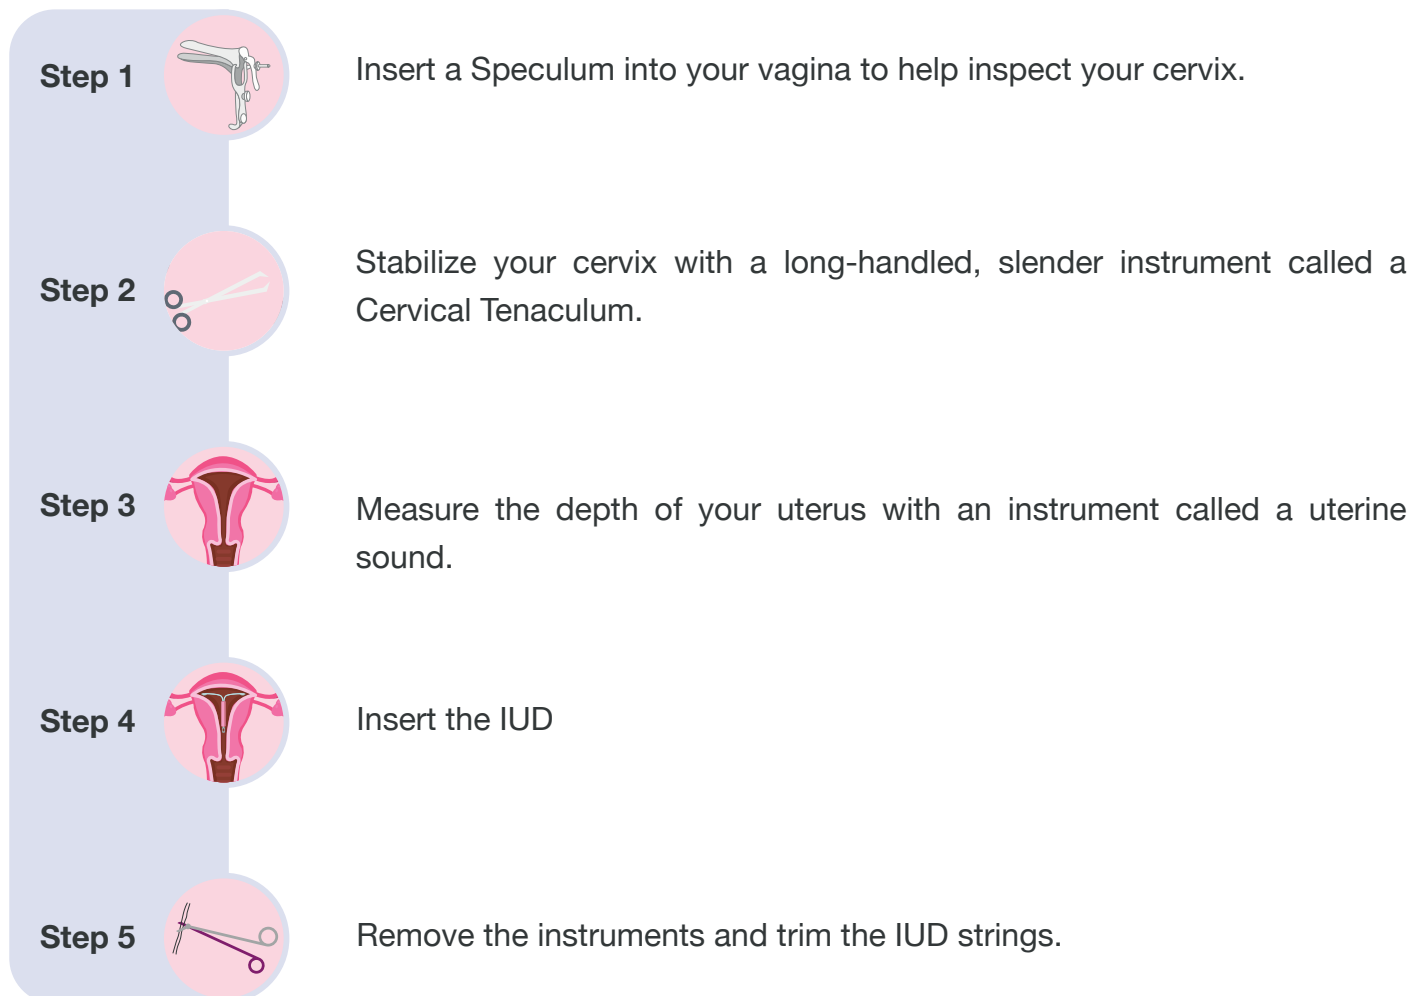 Step 1
Insert a Speculum into your vagina to help inspect your cervix.
Step 2
Stabilize your cervix with a long-handled, slender instrument called a
Cervical Tenaculum.
Step 3
Measure the depth of your uterus with an instrument called a uterine
sound.
Step 4
Insert the IUD
Step 5
Remove the instruments and trim the IUD strings.